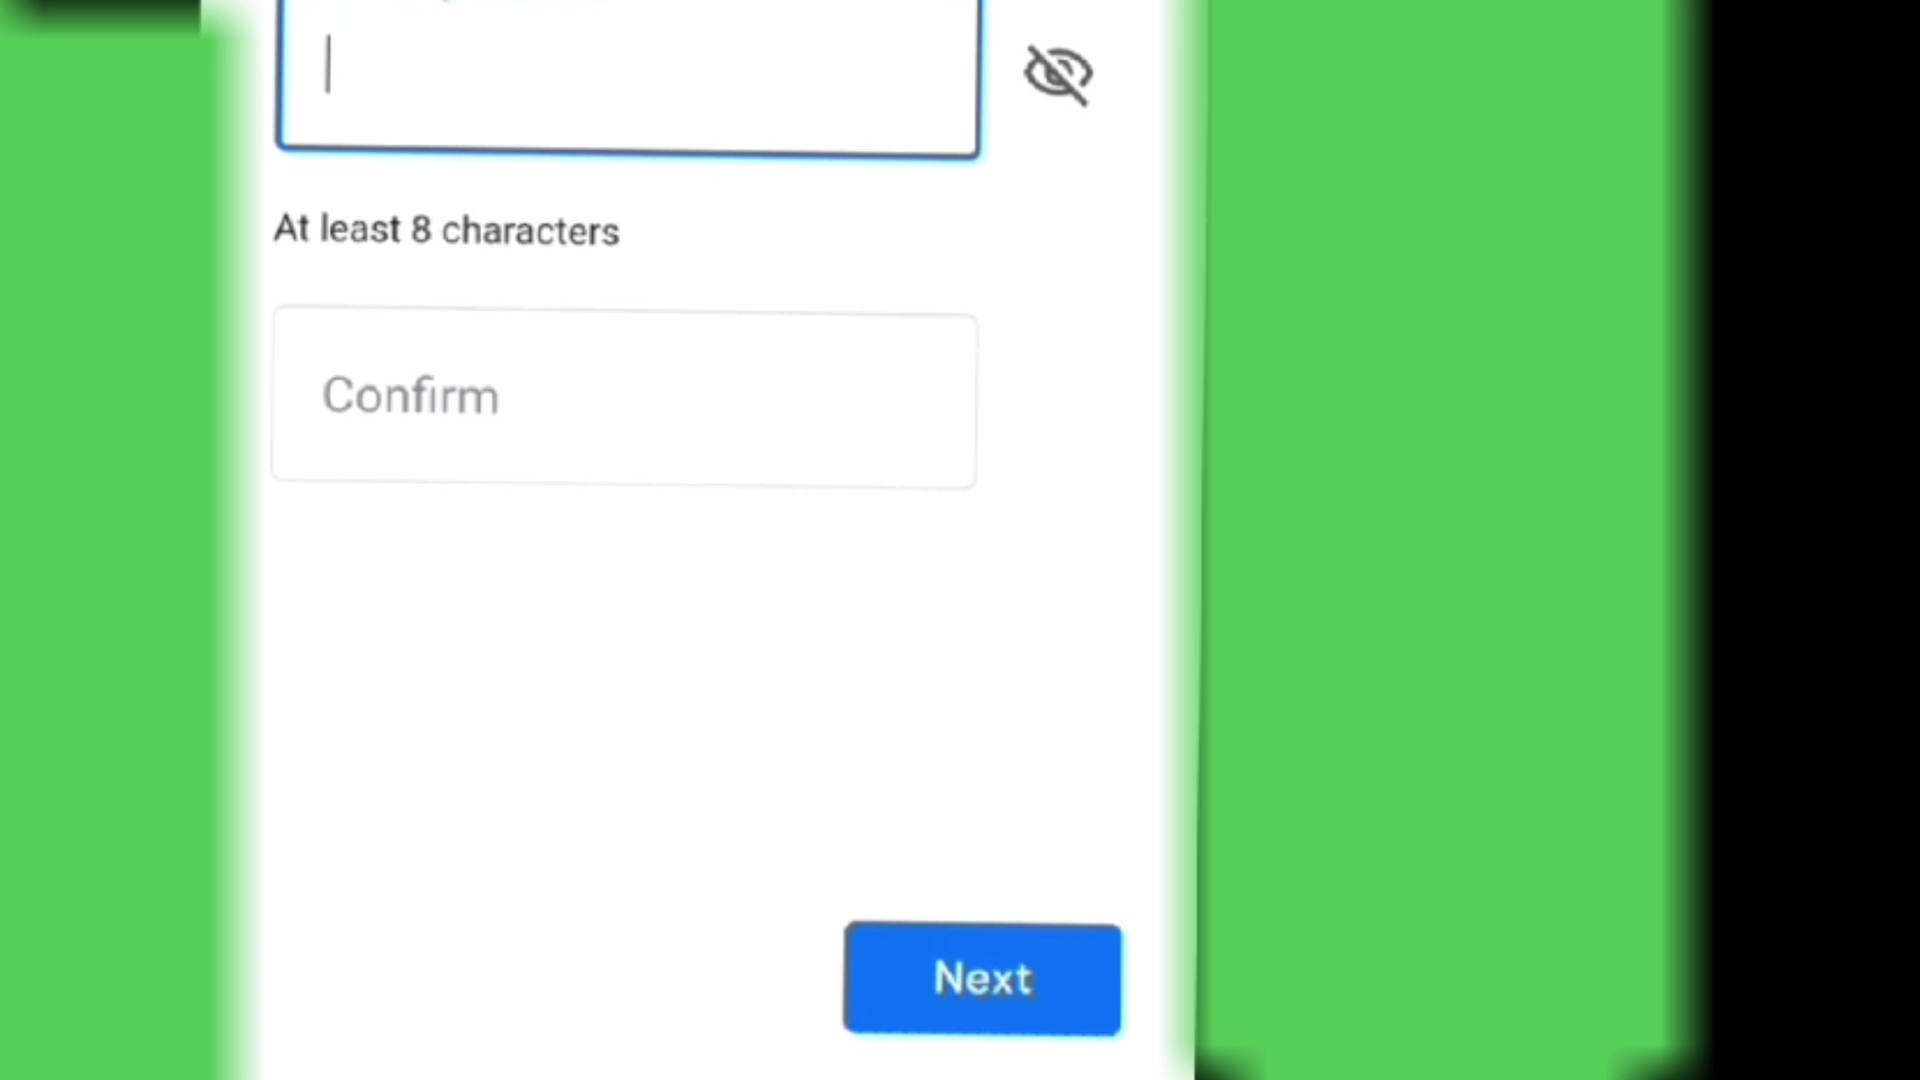 At least 8 characters
Confirm
Next